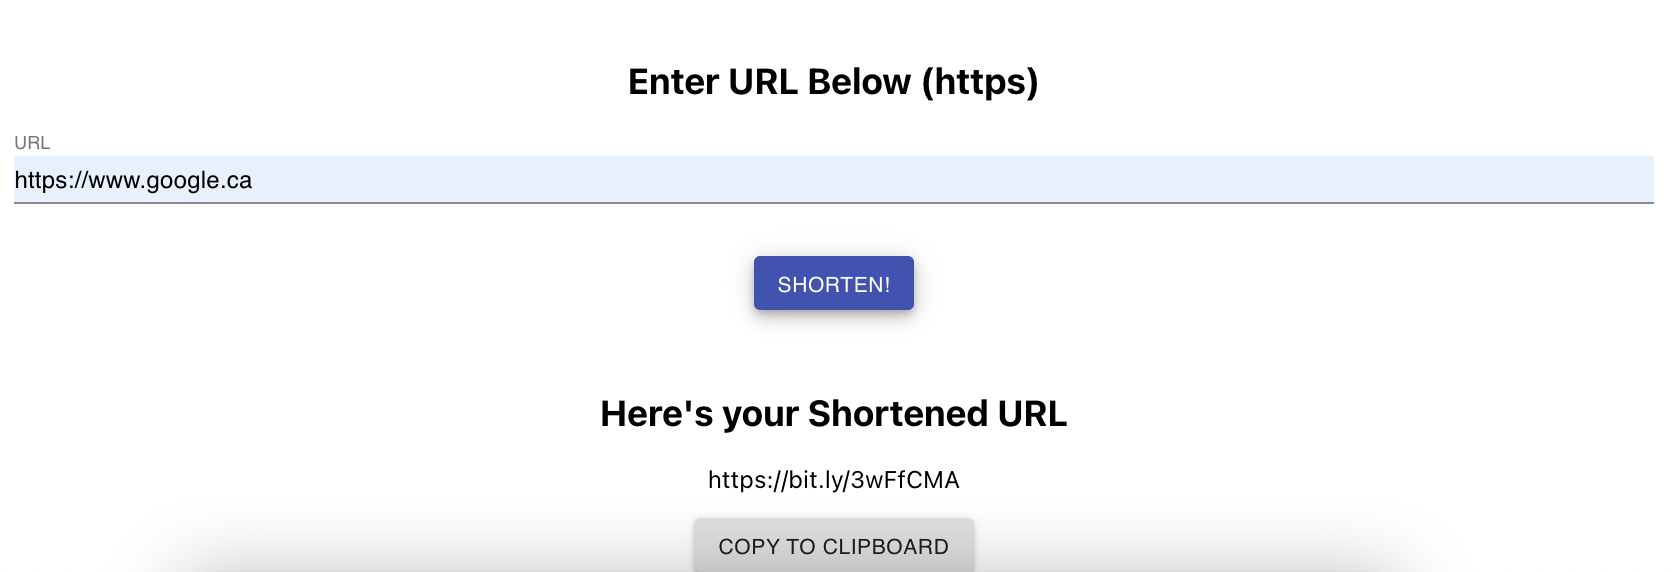 Enter URL Below (https)
URL
https://www.google.ca
SHORTEN!
Here's your Shortened URL
https://bit.ly/3wFfCMA
COPY TO CLIPBOARD